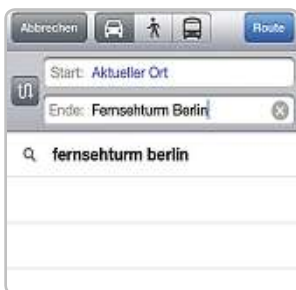 Abbrechen Route
Start: Aktueller Ort
Ende: Fernsehturm Berlin
fernsehturm berlin